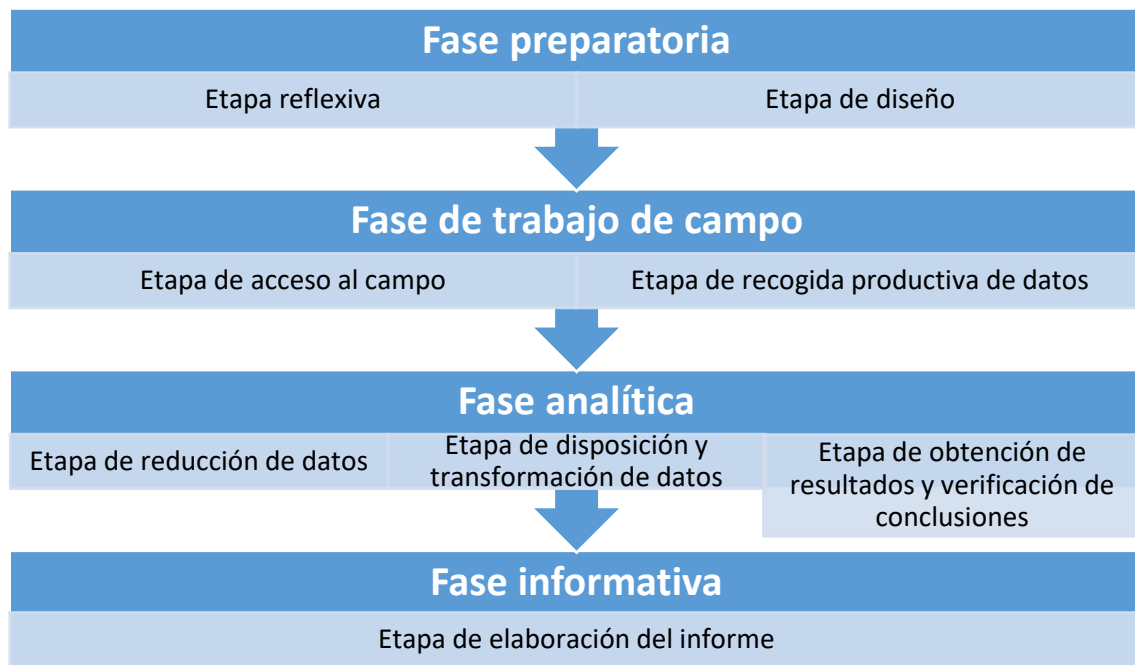 Fase preparatoria
Etapa reflexiva
Etapa de diseño
Fase de trabajo de campo
Etapa de acceso al campo
Etapa de recogida productiva de datos
Fase analítica
Etapa de reducción de datos
Etapa de disposición y
transformación de datos
Etapa de obtención de
resultados y verificación de
conclusiones
Fase informativa
Etapa de elaboración del informe